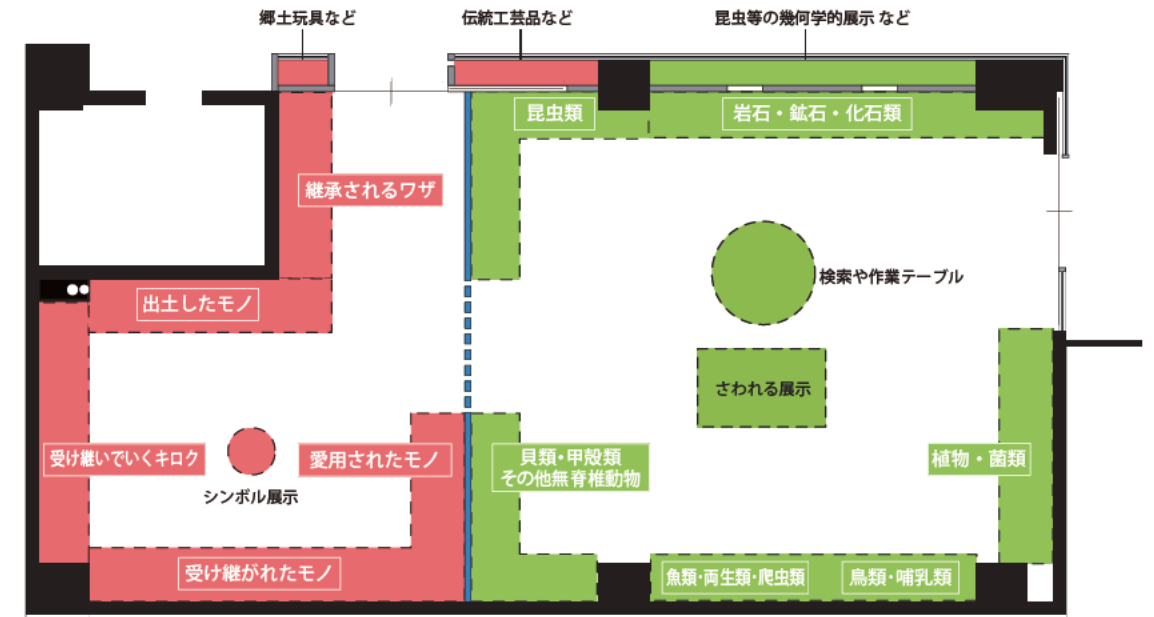 郷土玩具など
伝統工芸品など
昆虫等の幾何学的展示 など
昆虫類
岩石・鉱石・化石類
継承されるワザ
検索や作業テーブル
出土したモノ
さわれる展示
受け継いでいくキロク
愛用されたモノ
貝類・甲殻類
その他無脊椎動物
植物・菌類
シンボル展示
受け継がれたモノ
魚類・両生類・爬虫類
鳥類・哺乳類